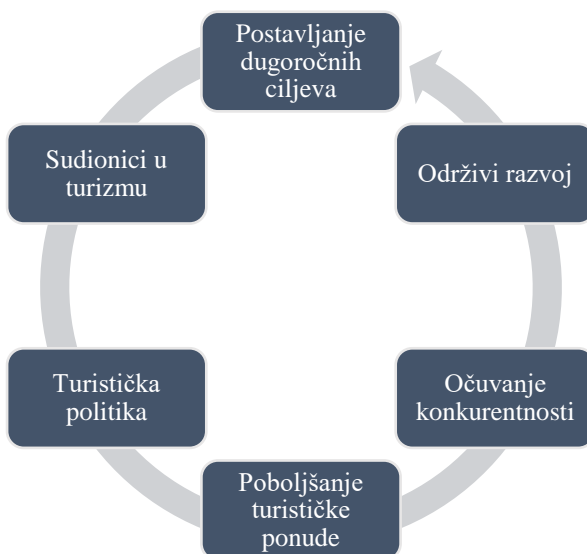 Postavljanje
dugoročnih
ciljeva
Sudionici u
turizmu
Održivi razvoj
Turistička
politika
Očuvanje
konkurentnosti
Poboljšanje
turističke
ponude